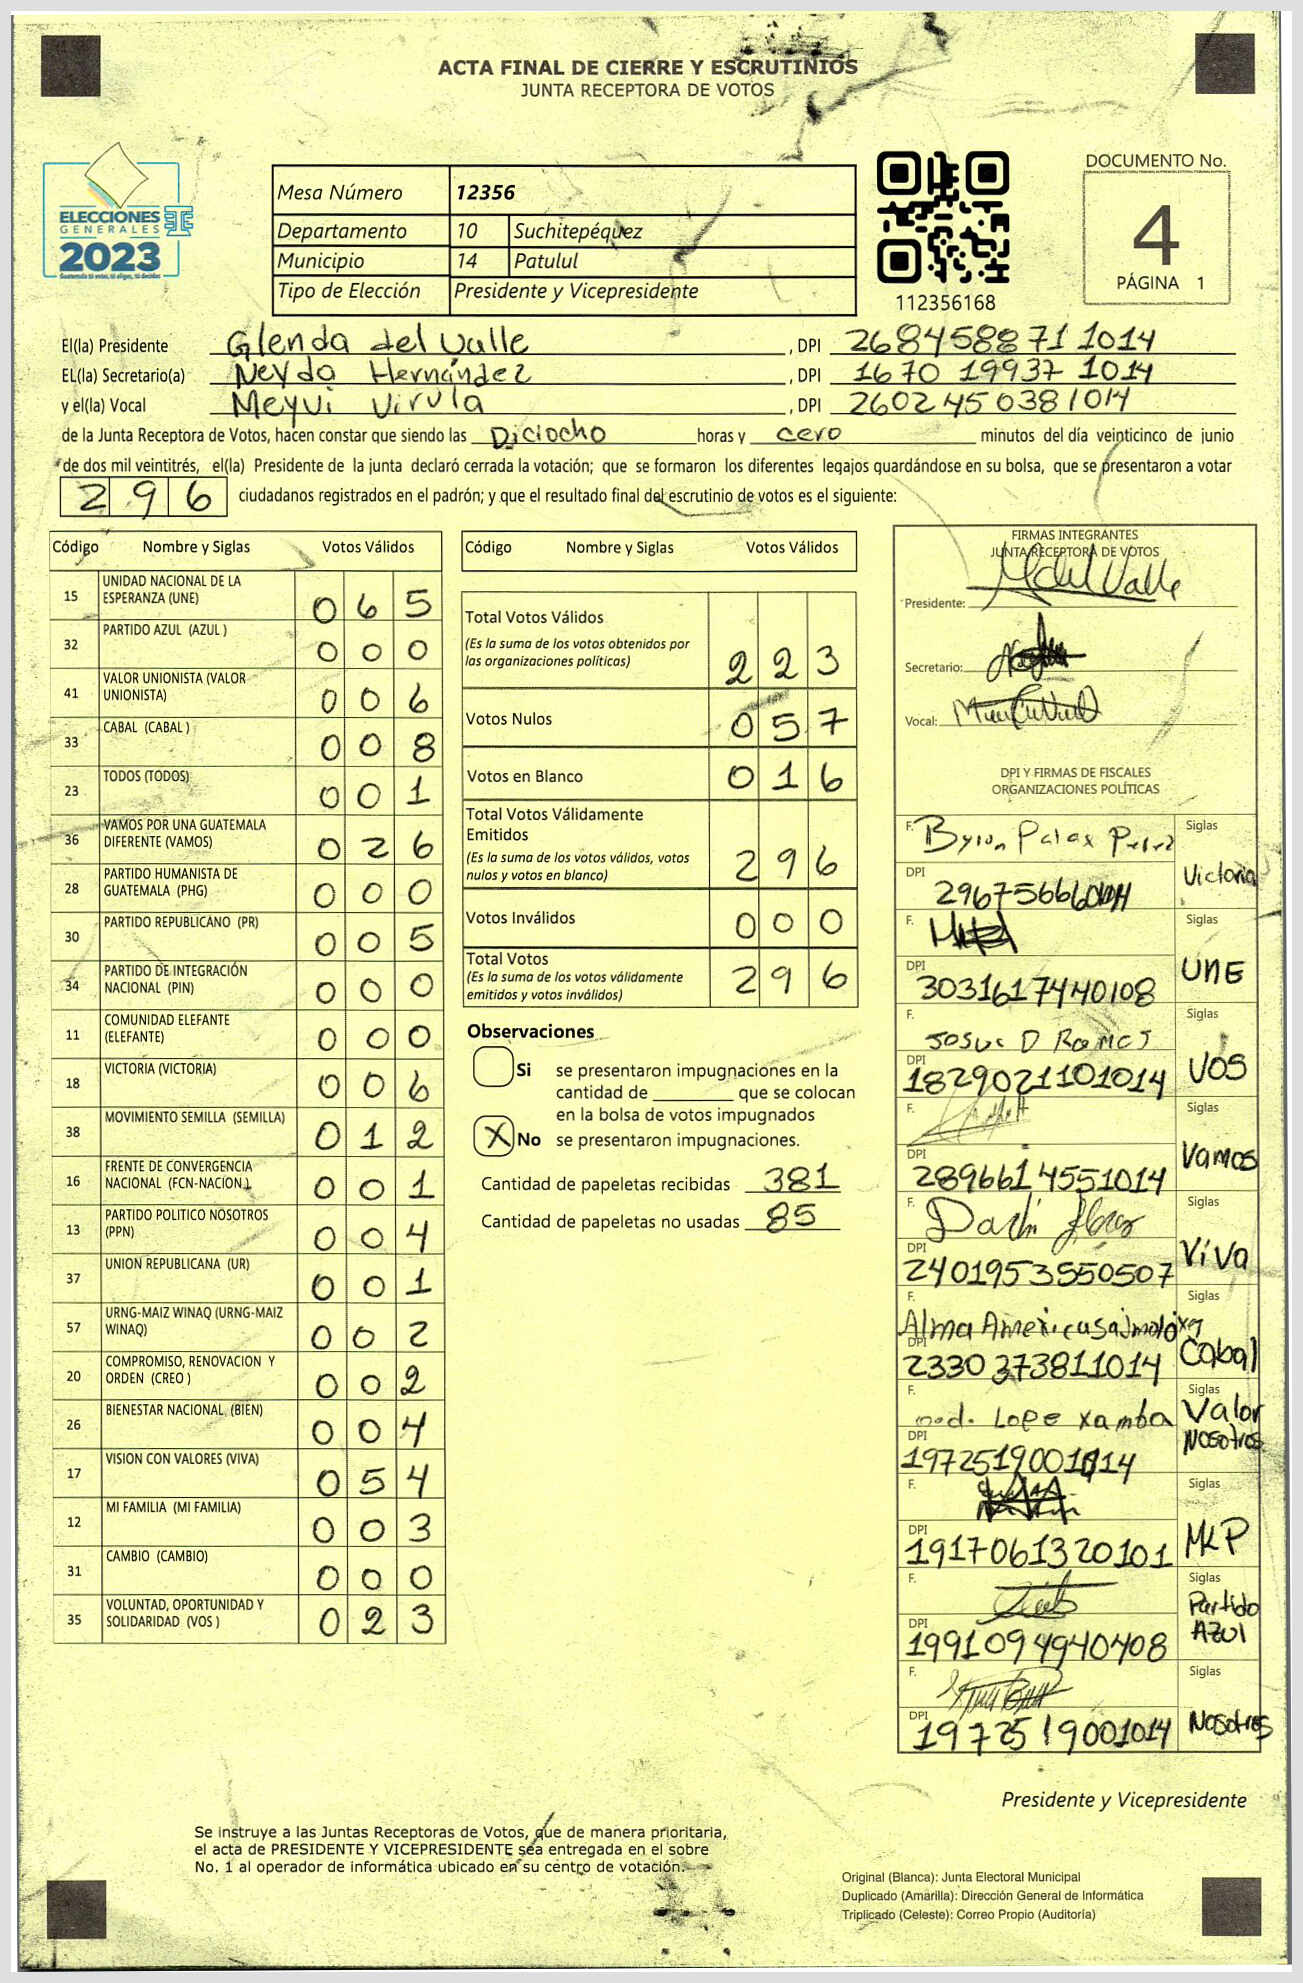 ACTA FINAL DE CIERRE Y ESCRUTINIOS
JUNTA RECEPTORA DE VOTOS
ELECCIONES
GENERALES
2023
Mesa Número 12356
Departamento 10 Suchitepéquez
Municipio 14 Patulul
Tipo de Elección Presidente y Vicepresidente
112356168
DOCUMENTO No.
4
PÁGINA 1
El(la) Presidente Glenda del Valle , DPI 2684588711014
EL(la) Secretario(a) Neyda Hernández , DPI 1670 19937 1014
y el(la) Vocal Meyvi Virula , DPI 2602450381014
de la Junta Receptora de Votos, hacen constar que siendo las Diciocho horas y cero minutos del día veinticinco de junio
de dos mil veintitrés, el(la) Presidente de la junta declaró cerrada la votación; que se formaron los diferentes legajos guardándose en su bolsa, que se presentaron a votar
296 ciudadanos registrados en el padrón; y que el resultado final del escrutinio de votos es el siguiente:
Código Nombre y Siglas Votos Válidos
15 UNIDAD NACIONAL DE LA ESPERANZA (UNE) 065
32 PARTIDO AZUL (AZUL ) 000
41 VALOR UNIONISTA (VALOR UNIONISTA) 006
33 CABAL (CABAL ) 008
23 TODOS (TODOS) 001
36 VAMOS POR UNA GUATEMALA DIFERENTE (VAMOS) 026
28 PARTIDO HUMANISTA DE GUATEMALA (PHG) 000
30 PARTIDO REPUBLICANO (PR) 005
34 PARTIDO DE INTEGRACIÓN NACIONAL (PIN) 000
11 COMUNIDAD ELEFANTE (ELEFANTE) 000
18 VICTORIA (VICTORIA) 006
38 MOVIMIENTO SEMILLA (SEMILLA) 012
16 FRENTE DE CONVERGENCIA NACIONAL (FCN-NACION ) 001
13 PARTIDO POLITICO NOSOTROS (PPN) 004
37 UNION REPUBLICANA (UR) 001
57 URNG-MAIZ WINAQ (URNG-MAIZ WINAQ) 002
20 COMPROMISO, RENOVACION Y ORDEN (CREO ) 002
26 BIENESTAR NACIONAL (BIEN) 004
17 VISION CON VALORES (VIVA) 054
12 MI FAMILIA (MI FAMILIA) 003
31 CAMBIO (CAMBIO) 000
35 VOLUNTAD, OPORTUNIDAD Y SOLIDARIDAD (VOS ) 023
Código Nombre y Siglas Votos Válidos
Total Votos Válidos
(Es la suma de los votos obtenidos por
las organizaciones políticas) 223
Votos Nulos 057
Votos en Blanco 016
Total Votos Válidamente
Emitidos
(Es la suma de los votos válidos, votos
nulos y votos en blanco) 296
Votos Inválidos 000
Total Votos
(Es la suma de los votos válidamente
emitidos y votos inválidos) 296
Observaciones
Si se presentaron impugnaciones en la
cantidad de ________ que se colocan
en la bolsa de votos impugnados
X No se presentaron impugnaciones.
Cantidad de papeletas recibidas 381
Cantidad de papeletas no usadas 85
FIRMAS INTEGRANTES
JUNTA RECEPTORA DE VOTOS
Presidente:
Secretario:
Vocal:
DPI Y FIRMAS DE FISCALES
ORGANIZACIONES POLÍTICAS
F. Byron Siglas
DPI Victoria
F. Siglas
DPI 3031617440108 UNE
F. Josue D Ramos Siglas
DPI 1829021101014 VOS
F. Siglas
DPI 2896614551014 Vamos
F. Siglas
DPI 2401953550507 Viva
F. Alma Siglas
DPI 2330373811014 Cabal
F. Lope Xamba Siglas Valor
DPI Nosotros
F. Siglas
DPI 1917061320101 MLP
F. Siglas Partido
DPI 1991094940408 Azul
F. Siglas
DPI 1972519001014 Nosotros
Presidente y Vicepresidente
Se instruye a las Juntas Receptoras de Votos, que de manera prioritaria,
el acta de PRESIDENTE Y VICEPRESIDENTE sea entregada en el sobre
No. 1 al operador de informática ubicado en su centro de votación.
Original (Blanca): Junta Electoral Municipal
Duplicado (Amarilla): Dirección General de Informática
Triplicado (Celeste): Correo Propio (Auditoría)